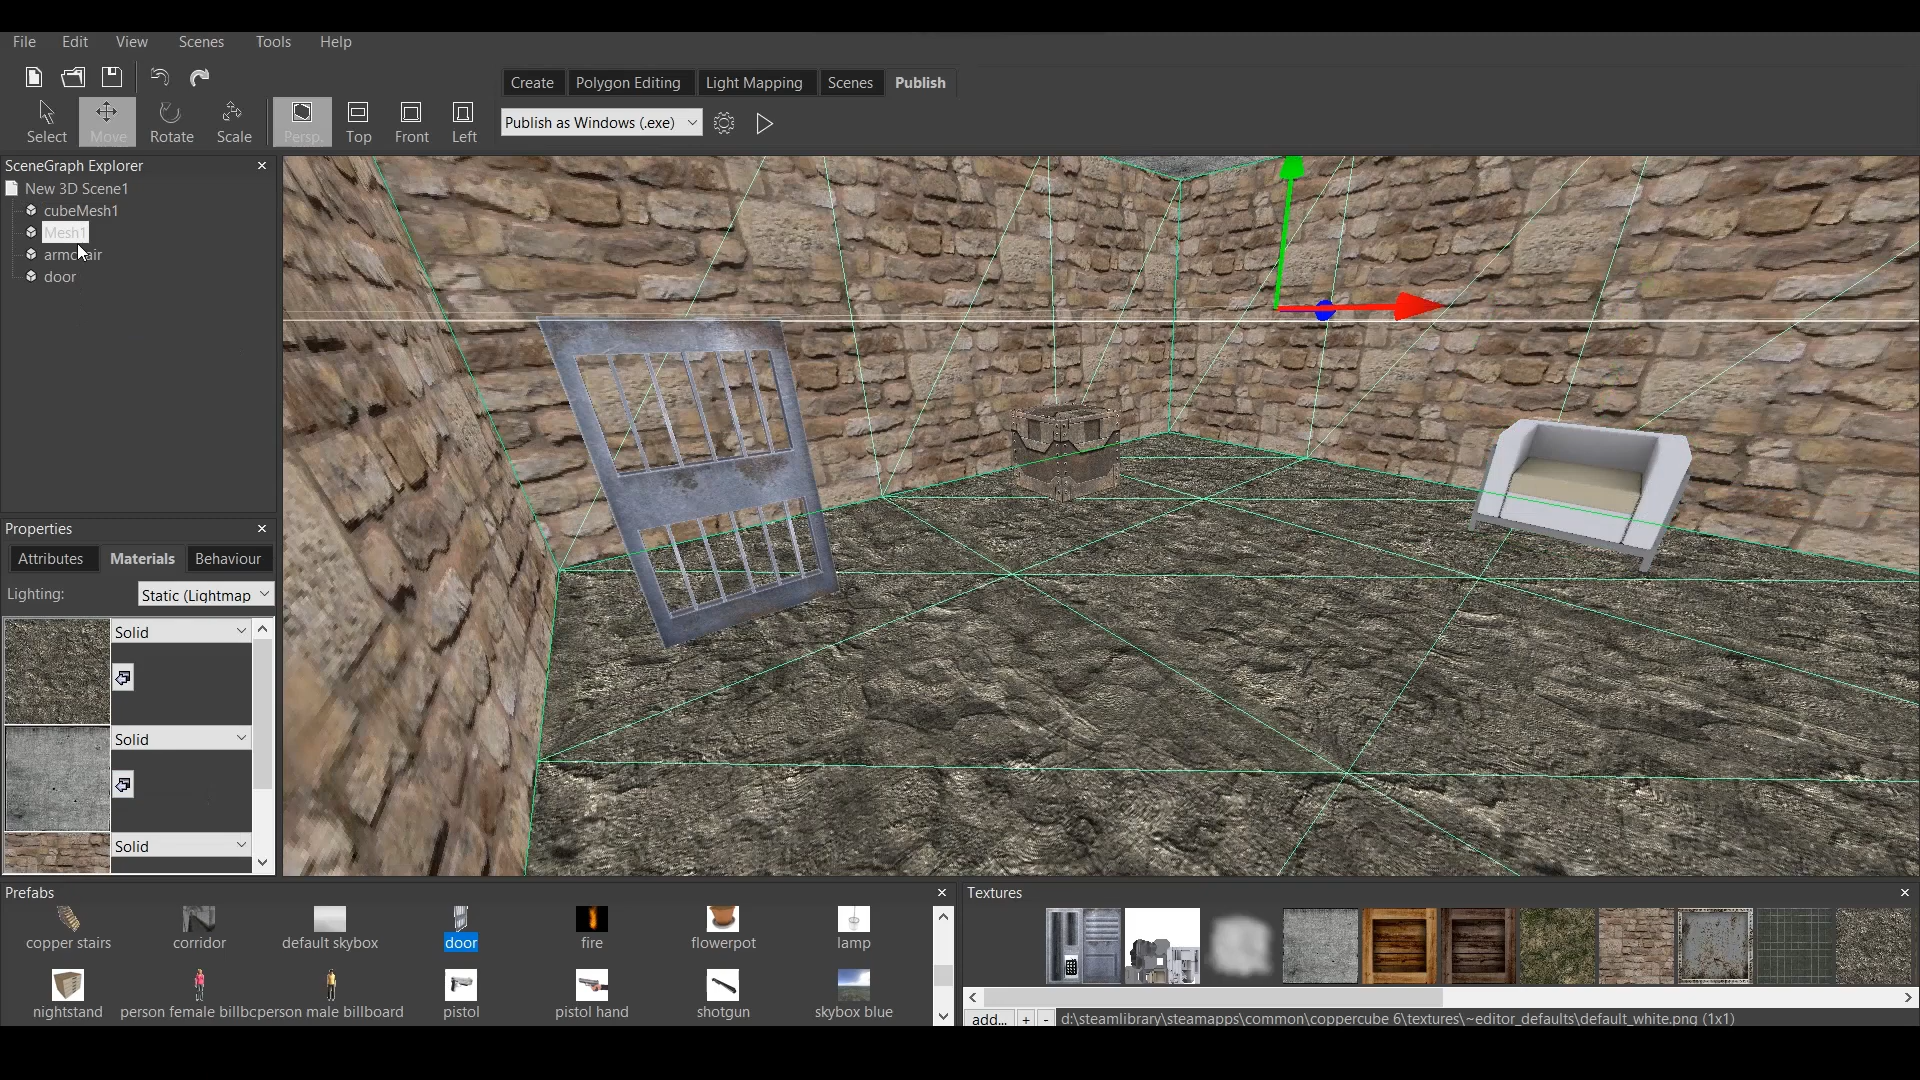 File Edit View Scenes Tools Help
Create Polygon Editing Light Mapping Scenes Publish
Select Move Rotate Scale Persp. Top Front Left
Publish as Windows (.exe)
SceneGraph Explorer
New 3D Scene1
cubeMesh1
Mesh1
armchair
door
Properties
Attributes Materials Behaviour
Lighting: Static (Lightmap
Solid
Solid
Solid
Prefabs
copper stairs corridor default skybox door fire flowerpot lamp
nightstand person female billbc person male billboard pistol pistol hand shotgun skybox blue
Textures
add... + - d:\steamlibrary\steamapps\common\coppercube 6\textures\~editor_defaults\default_white.png (1x1)